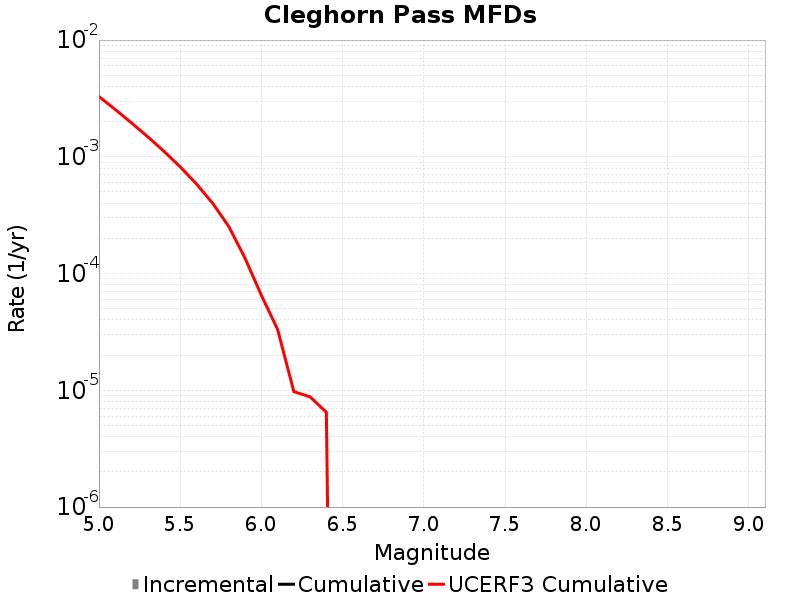 Cleghorn Pass MFDs
10-2
10-3
10-4
10-5
10-6
Rate (1/yr)
5.0 5.5 6.0 6.5 7.0 7.5 8.0 8.5 9.0
Magnitude
Incremental Cumulative UCERF3 Cumulative